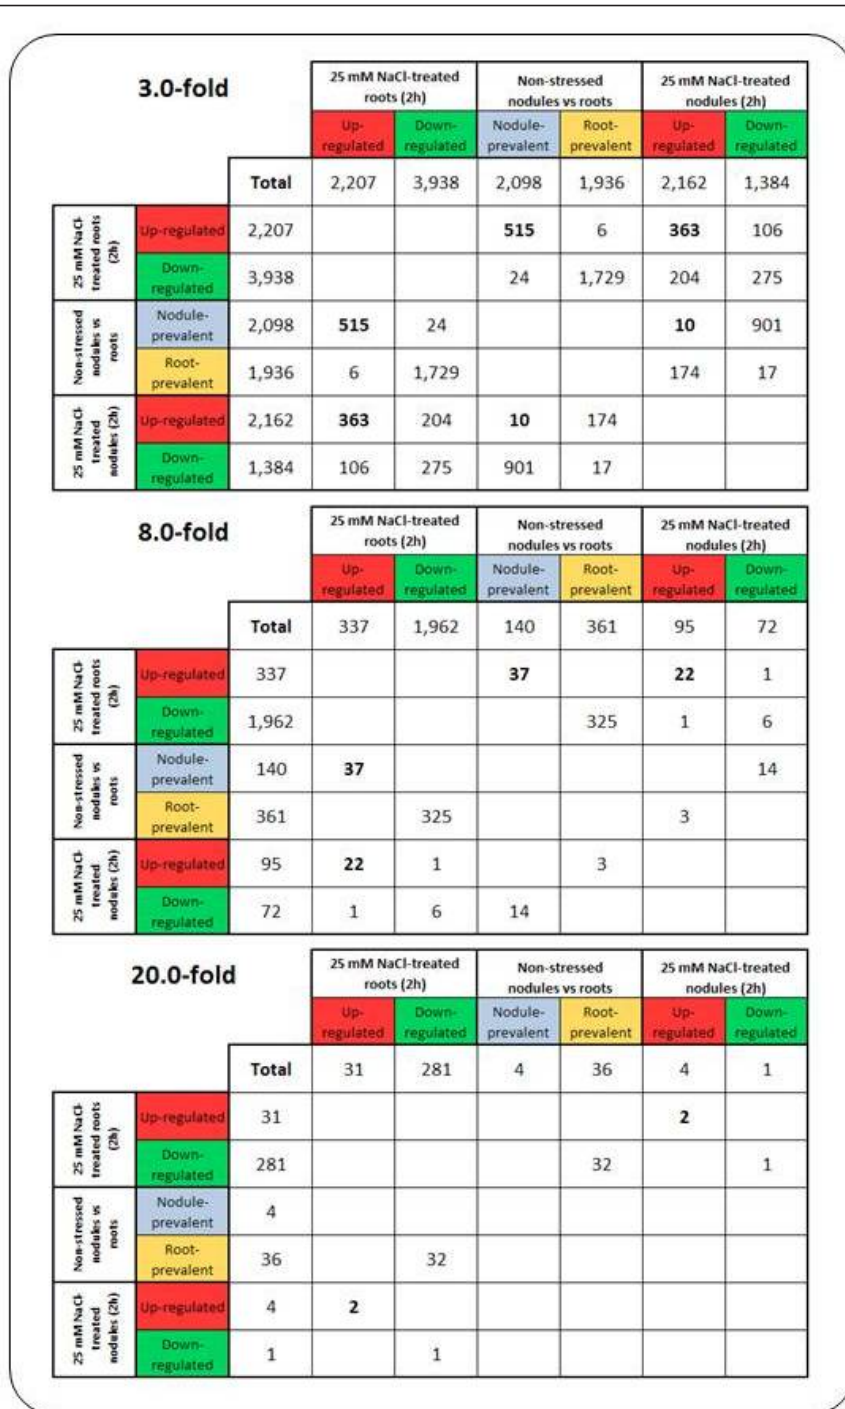 3.0-fold
25 mM NaCl-treated roots (2h) Non-stressed nodules vs roots 25 mM NaCl-treated nodules (2h)
Up-regulated Down-regulated Nodule-prevalent Root-prevalent Up-regulated Down-regulated
Total 2,207 3,938 2,098 1,936 2,162 1,384
25 mM NaCl-treated roots (2h)
Up-regulated 2,207 515 6 363 106
Down-regulated 3,938 24 1,729 204 275
Non-stressed nodules vs roots
Nodule-prevalent 2,098 515 24 10 901
Root-prevalent 1,936 6 1,729 174 17
25 mM NaCl-treated nodules (2h)
Up-regulated 2,162 363 204 10 174
Down-regulated 1,384 106 275 901 17
8.0-fold
25 mM NaCl-treated roots (2h) Non-stressed nodules vs roots 25 mM NaCl-treated nodules (2h)
Up-regulated Down-regulated Nodule-prevalent Root-prevalent Up-regulated Down-regulated
Total 337 1,962 140 361 95 72
25 mM NaCl-treated roots (2h)
Up-regulated 337 37 22 1
Down-regulated 1,962 325 1 6
Non-stressed nodules vs roots
Nodule-prevalent 140 37 14
Root-prevalent 361 325 3
25 mM NaCl-treated nodules (2h)
Up-regulated 95 22 1 3
Down-regulated 72 1 6 14
20.0-fold
25 mM NaCl-treated roots (2h) Non-stressed nodules vs roots 25 mM NaCl-treated nodules (2h)
Up-regulated Down-regulated Nodule-prevalent Root-prevalent Up-regulated Down-regulated
Total 31 281 4 36 4 1
25 mM NaCl-treated roots (2h)
Up-regulated 31 2
Down-regulated 281 32 1
Non-stressed nodules vs roots
Nodule-prevalent 4
Root-prevalent 36 32
25 mM NaCl-treated nodules (2h)
Up-regulated 4 2
Down-regulated 1 1